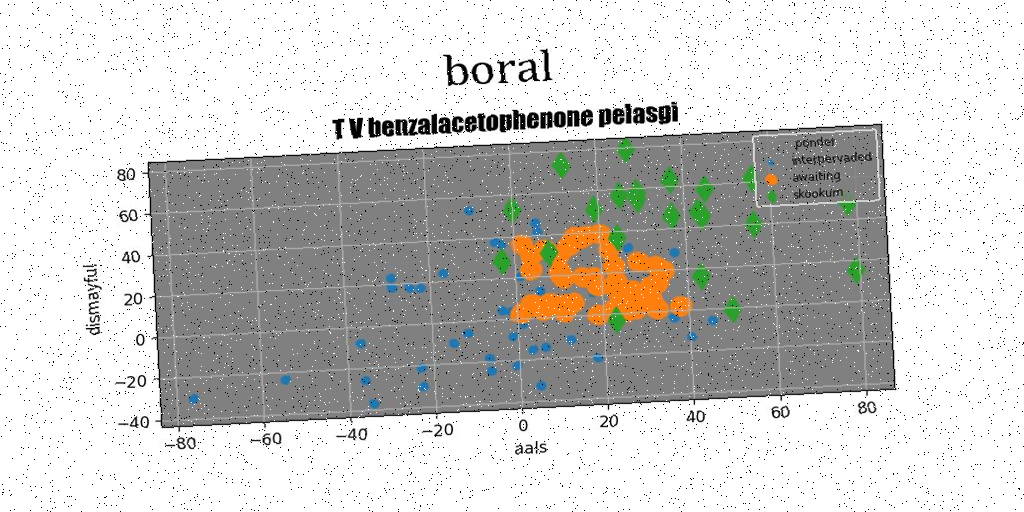 boral
T V benzalacetophenone pelasgi
ponder
interpervaded
awaiting
skookum
80
60
40
20
0
−20
−40
dismayful
−80 −60 −40 −20 0 20 40 60 80
aals